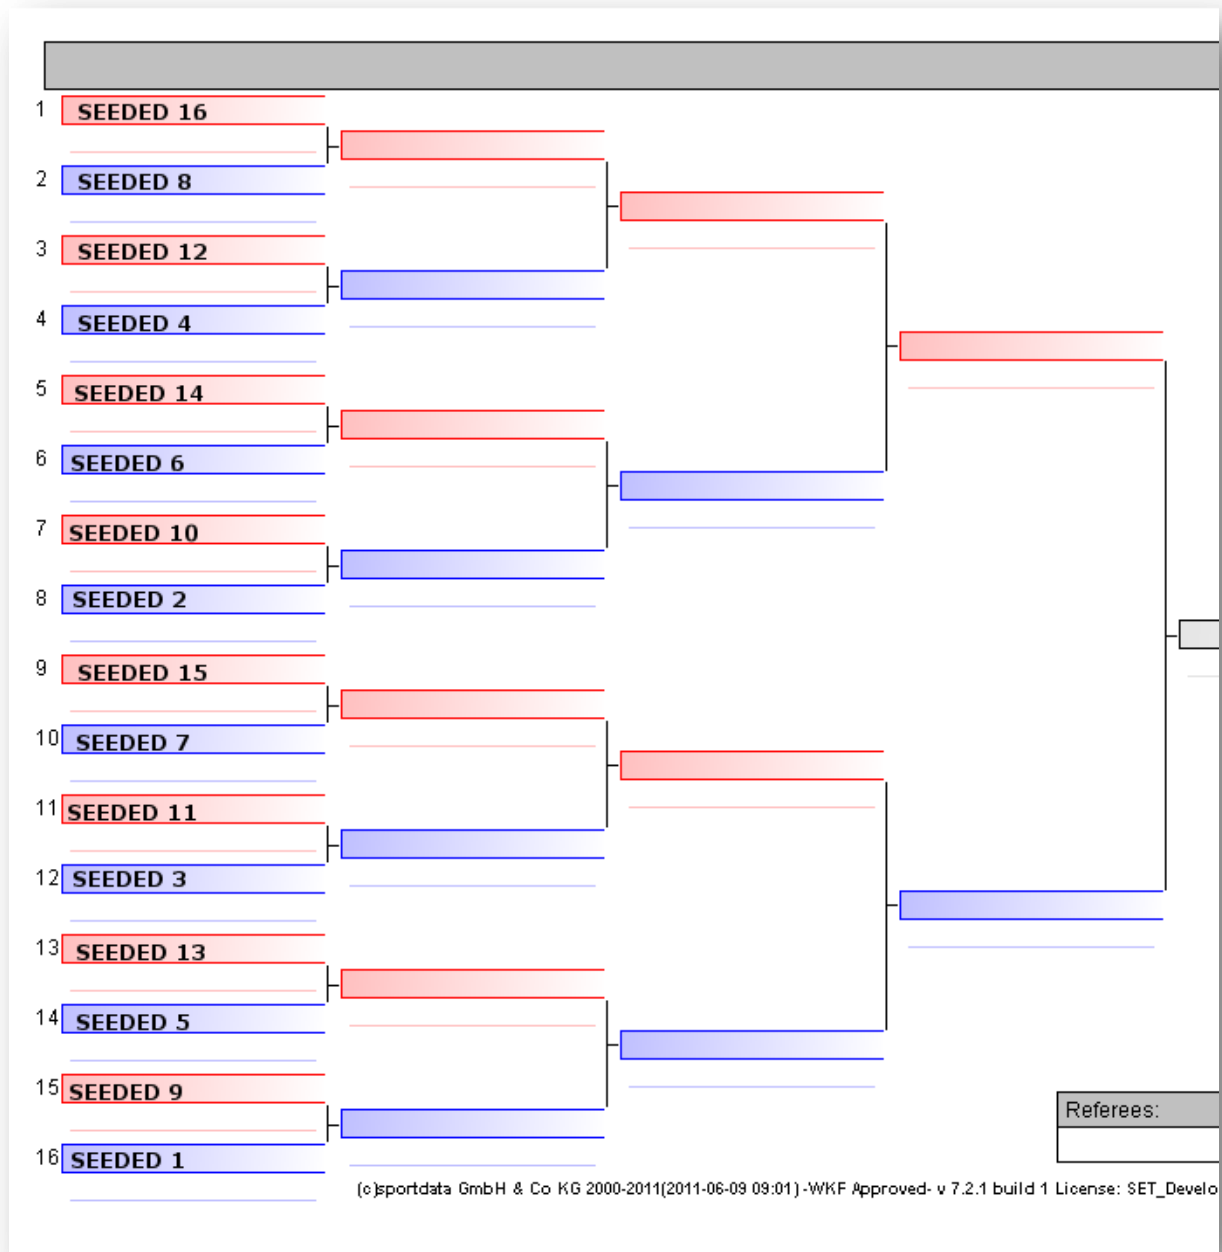 1 SEEDED 16
2 SEEDED 8
3 SEEDED 12
4 SEEDED 4
5 SEEDED 14
6 SEEDED 6
7 SEEDED 10
8 SEEDED 2
9 SEEDED 15
10 SEEDED 7
11 SEEDED 11
12 SEEDED 3
13 SEEDED 13
14 SEEDED 5
15 SEEDED 9
16 SEEDED 1
Referees:
(c)sportdata GmbH & Co KG 2000-2011(2011-06-09 09:01) -WKF Approved- v 7.2.1 build 1 License: SET_Develo